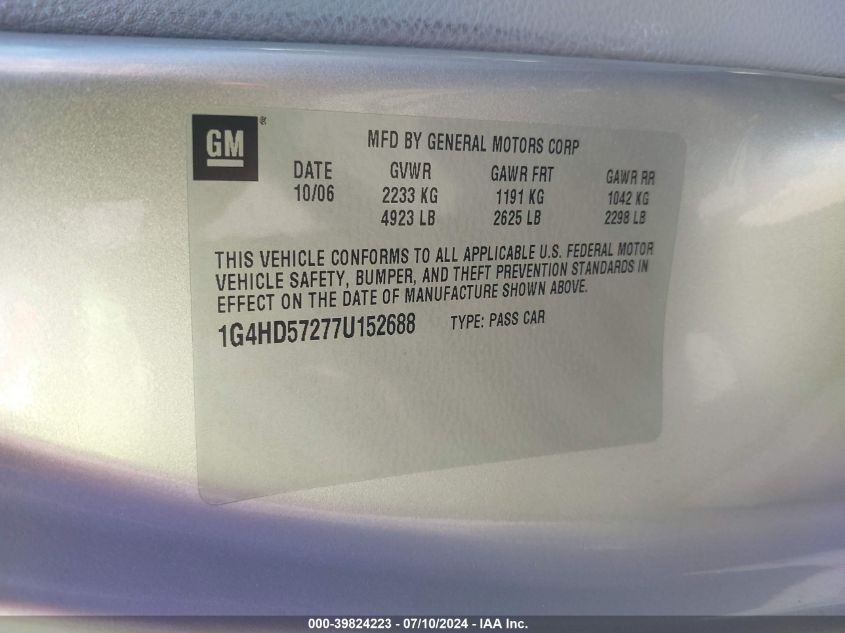 GM®
MFD BY GENERAL MOTORS CORP
DATE GVWR GAWR FRT GAWR RR
10/06 2233 KG 1191 KG 1042 KG
4923 LB 2625 LB 2298 LB
THIS VEHICLE CONFORMS TO ALL APPLICABLE U.S. FEDERAL MOTOR
VEHICLE SAFETY, BUMPER, AND THEFT PREVENTION STANDARDS IN
EFFECT ON THE DATE OF MANUFACTURE SHOWN ABOVE.
1G4HD57277U152688 TYPE: PASS CAR
000-39824223 - 07/10/2024 - IAA Inc.